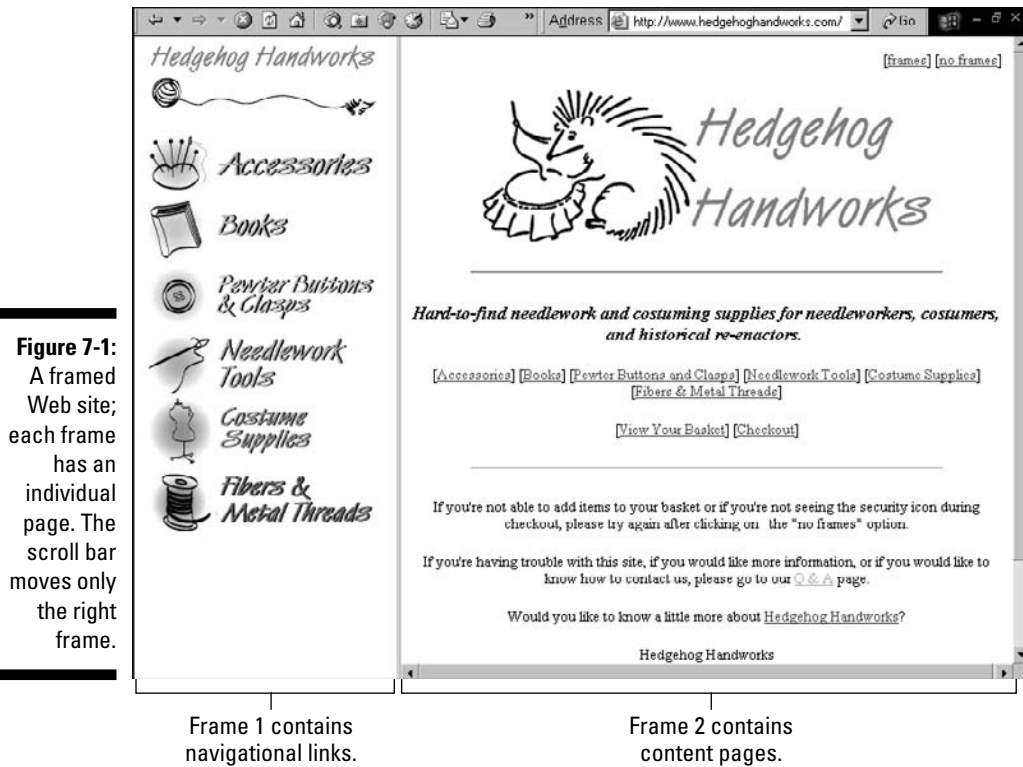 Address http://www.hedgehoghandworks.com/ Go
Hedgehog Handworks
Accessories
Books
Pewter Buttons
& Clasps
Needlework
Tools
Costume
Supplies
Fibers &
Metal Threads
[frames] [no frames]
Hedgehog
Handworks
Hard-to-find needlework and costuming supplies for needleworkers, costumers,
and historical re-enactors.
[Accessories] [Books] [Pewter Buttons and Clasps] [Needlework Tools] [Costume Supplies]
[Fibers & Metal Threads]
[View Your Basket] [Checkout]
If you're not able to add items to your basket or if you're not seeing the security icon during
checkout, please try again after clicking on the "no frames" option.
If you're having trouble with this site, if you would like more information, or if you would like to
know how to contact us, please go to our Q & A page.
Would you like to know a little more about Hedgehog Handworks?
Hedgehog Handworks
Figure 7-1:
A framed
Web site;
each frame
has an
individual
page. The
scroll bar
moves only
the right
frame.
Frame 1 contains
navigational links.
Frame 2 contains
content pages.